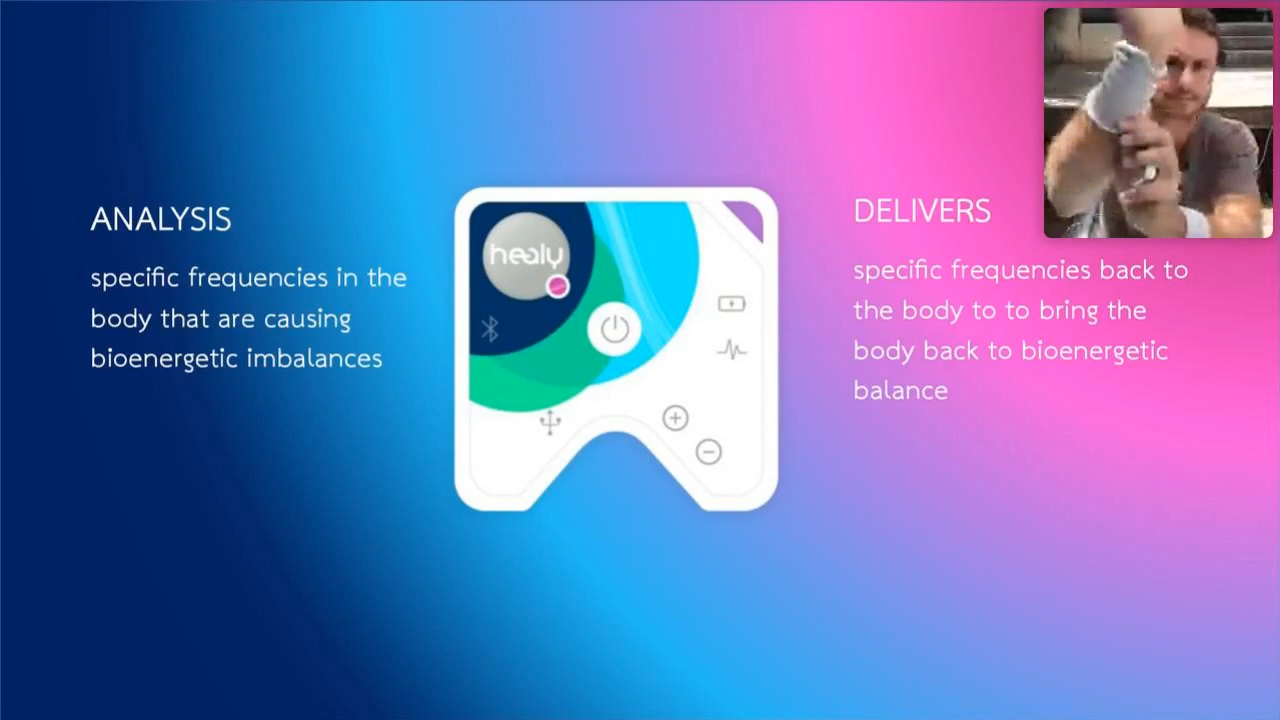 ANALYSIS
specific frequencies in the
body that are causing
bioenergetic imbalances
healy
DELIVERS
specific frequencies back to
the body to to bring the
body back to bioenergetic
balance